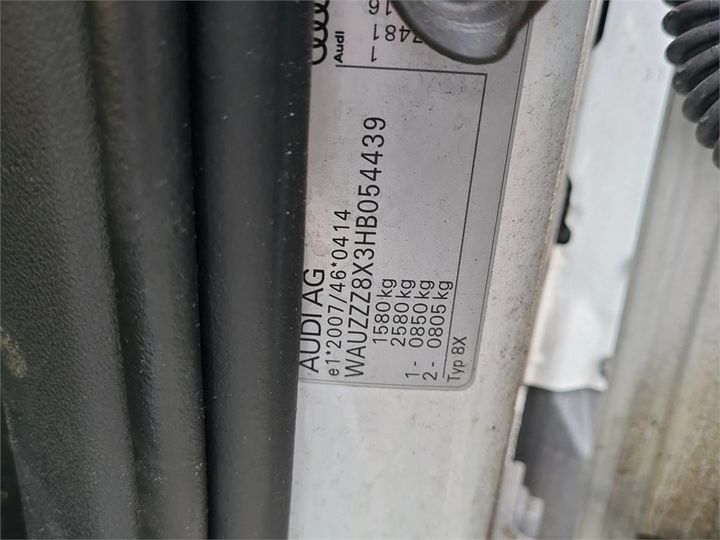 AUDI AG
e1*2007/46*0414
WAUZZZ8X3HB054439
1580kg
2580kg
1- 0850kg
2- 0805kg
Typ 8X
Audi